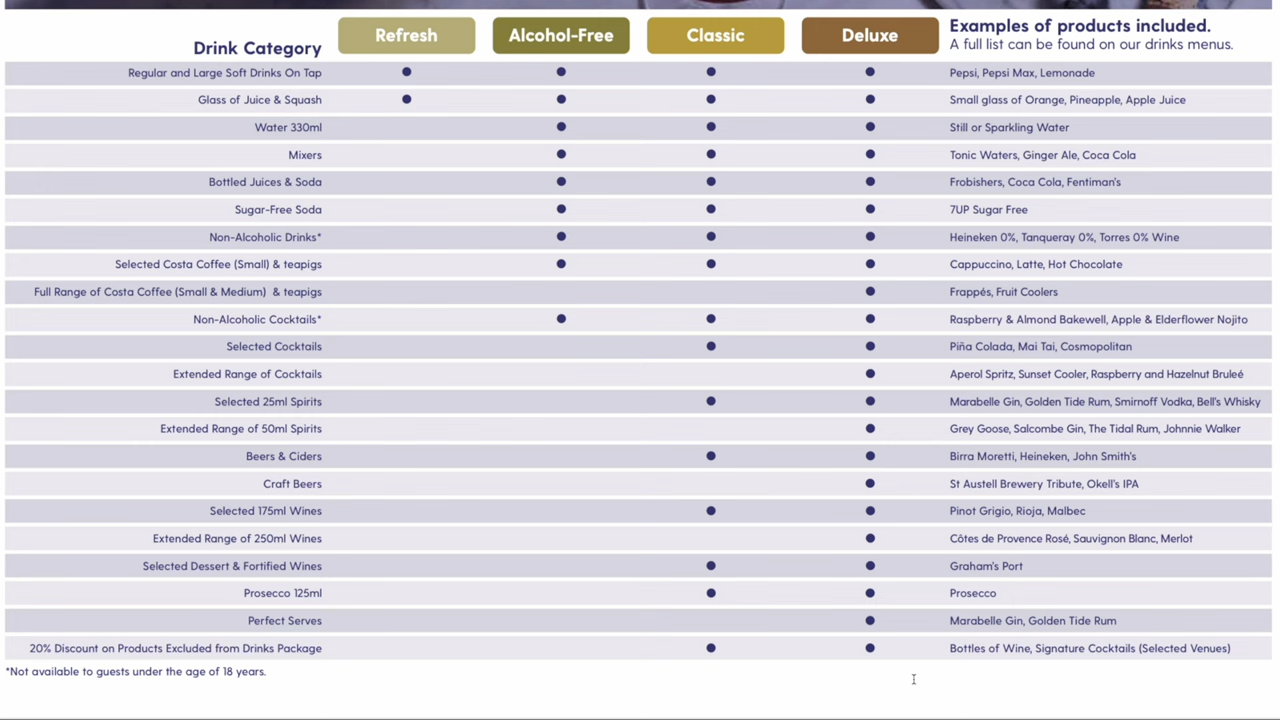 Drink Category Refresh Alcohol-Free Classic Deluxe Examples of products included.
A full list can be found on our drinks menus.
Regular and Large Soft Drinks On Tap ● ● ● ● Pepsi, Pepsi Max, Lemonade
Glass of Juice & Squash ● ● ● ● Small glass of Orange, Pineapple, Apple Juice
Water 330ml ● ● ● Still or Sparkling Water
Mixers ● ● ● Tonic Waters, Ginger Ale, Coca Cola
Bottled Juices & Soda ● ● ● Frobishers, Coca Cola, Fentiman's
Sugar-Free Soda ● ● ● 7UP Sugar Free
Non-Alcoholic Drinks* ● ● ● Heineken 0%, Tanqueray 0%, Torres 0% Wine
Selected Costa Coffee (Small) & teapigs ● ● ● Cappuccino, Latte, Hot Chocolate
Full Range of Costa Coffee (Small & Medium) & teapigs ● Frappés, Fruit Coolers
Non-Alcoholic Cocktails* ● ● ● Raspberry & Almond Bakewell, Apple & Elderflower Nojito
Selected Cocktails ● ● Piña Colada, Mai Tai, Cosmopolitan
Extended Range of Cocktails ● Aperol Spritz, Sunset Cooler, Raspberry and Hazelnut Bruleé
Selected 25ml Spirits ● ● Marabelle Gin, Golden Tide Rum, Smirnoff Vodka, Bell's Whisky
Extended Range of 50ml Spirits ● Grey Goose, Salcombe Gin, The Tidal Rum, Johnnie Walker
Beers & Ciders ● ● Birra Moretti, Heineken, John Smith's
Craft Beers ● St Austell Brewery Tribute, Okell's IPA
Selected 175ml Wines ● ● Pinot Grigio, Rioja, Malbec
Extended Range of 250ml Wines ● Côtes de Provence Rosé, Sauvignon Blanc, Merlot
Selected Dessert & Fortified Wines ● ● Graham's Port
Prosecco 125ml ● ● Prosecco
Perfect Serves ● Marabelle Gin, Golden Tide Rum
20% Discount on Products Excluded from Drinks Package ● ● Bottles of Wine, Signature Cocktails (Selected Venues)
*Not available to guests under the age of 18 years.